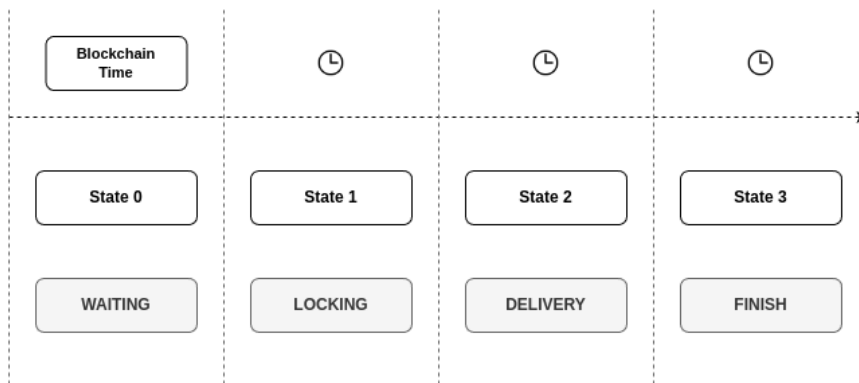 Blockchain
Time
State 0
State 1
State 2
State 3
WAITING
LOCKING
DELIVERY
FINISH